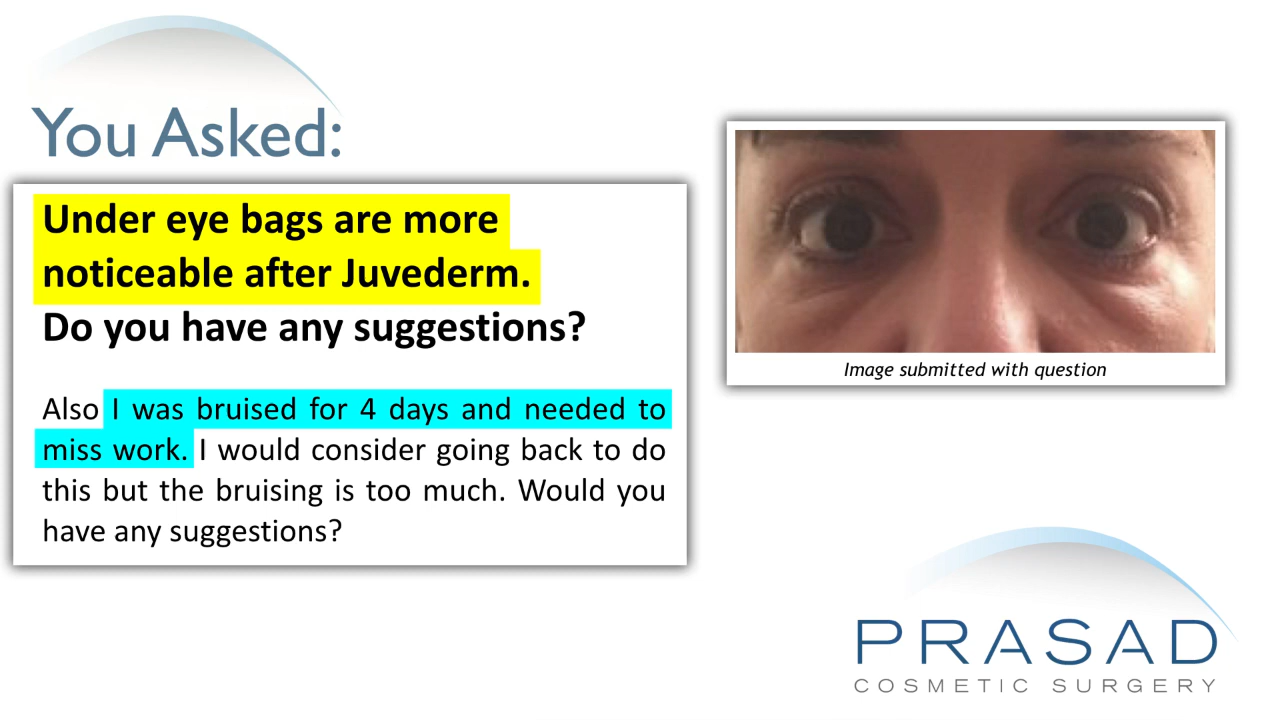 You Asked:
Under eye bags are more
noticeable after Juvederm.
Do you have any suggestions?
Also I was bruised for 4 days and needed to
miss work. I would consider going back to do
this but the bruising is too much. Would you
have any suggestions?
Image submitted with question
PRASAD
COSMETIC SURGERY